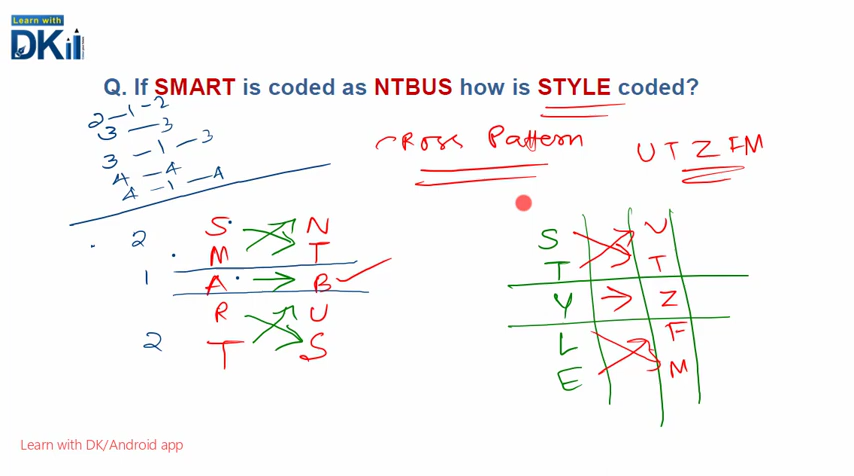 Learn with
DK
Q. If SMART is coded as NTBUS how is STYLE coded?
2-1-2
3-3
3-1-3
4-4
4-1-4
Cross Pattern
UTZFM
2
S N
M T
1 A B
R U
2
T S
S U
T T
Y Z
L F
E M
Learn with DK/Android app